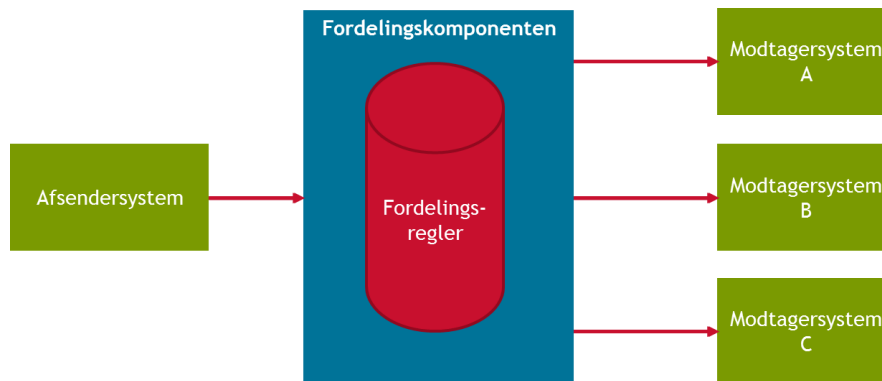 Fordelingskomponenten
Afsendersystem
Fordelings-
regler
Modtagersystem
A
Modtagersystem
B
Modtagersystem
C